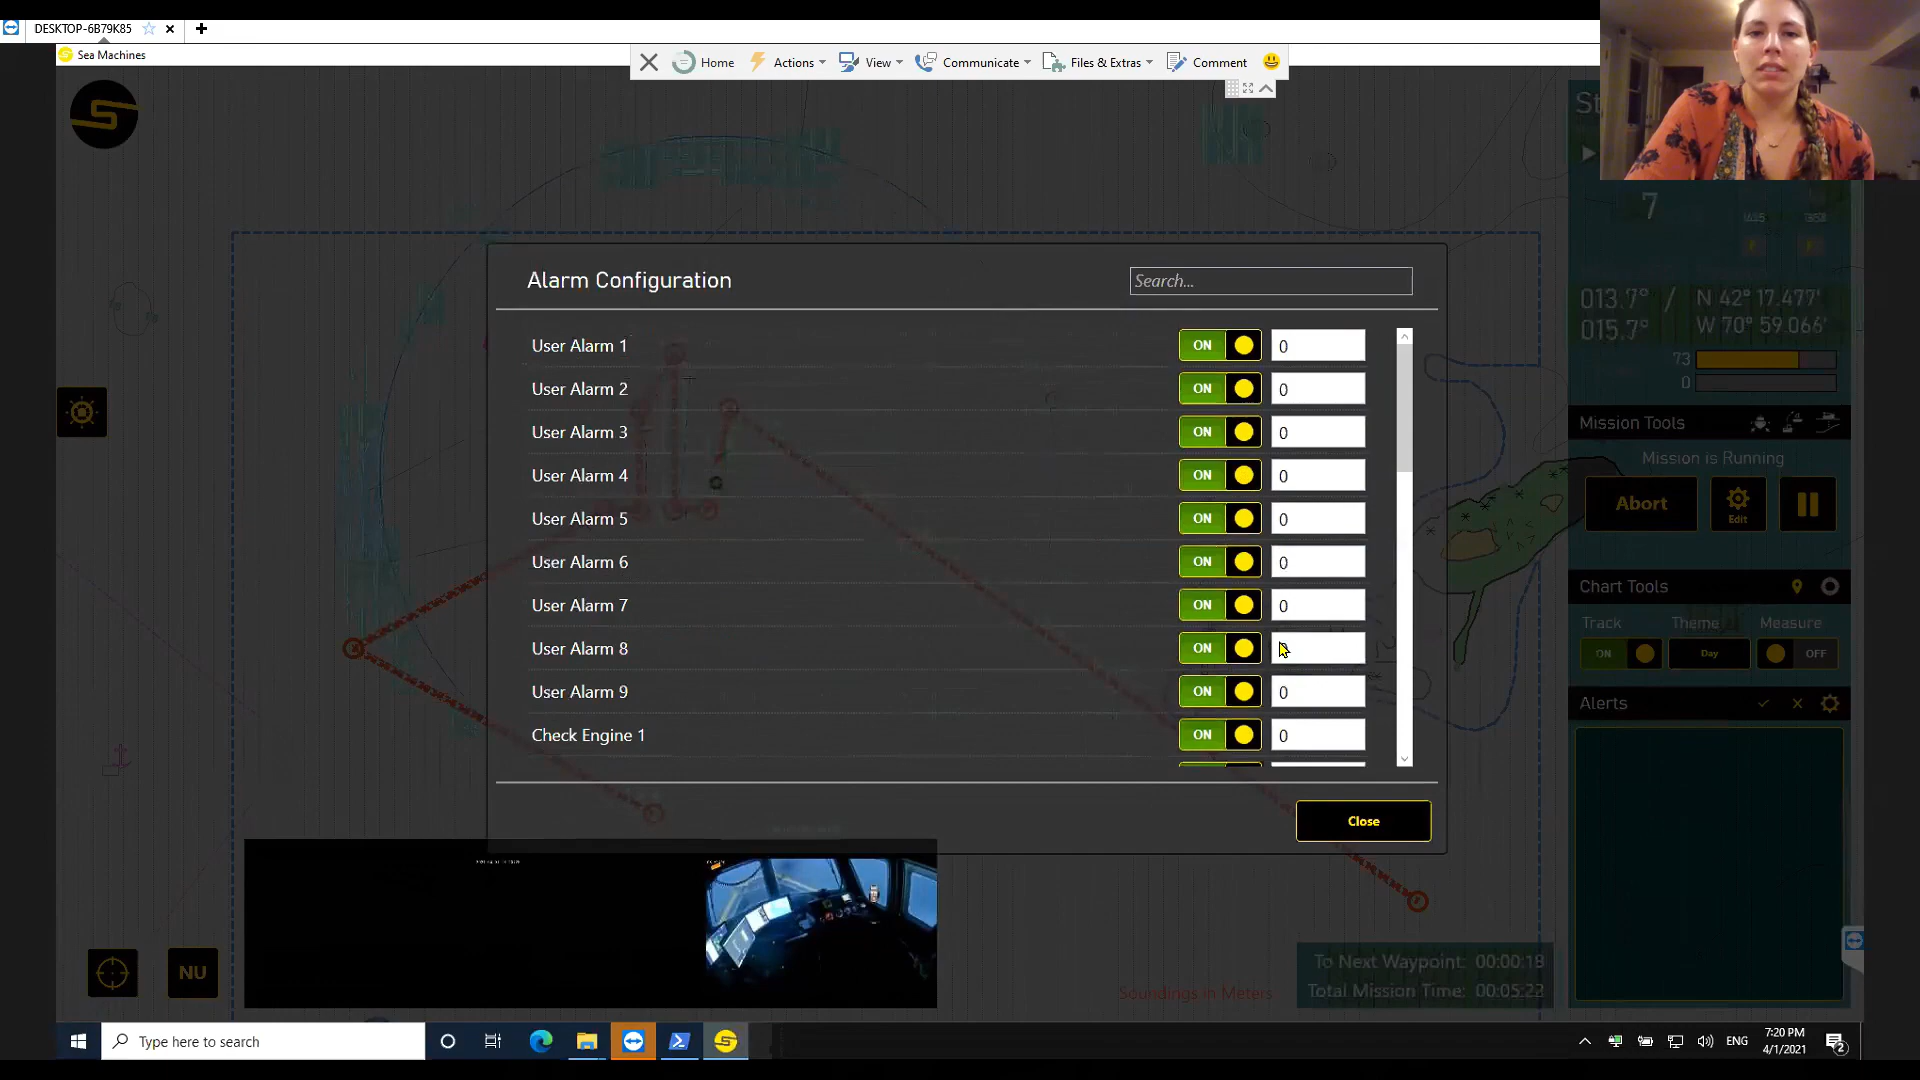 DESKTOP-6B79K85
Sea Machines
Home Actions View Communicate Files & Extras Comment
St
7
013.7° / N 42° 17.477'
015.7° W 70° 59.066'
73
0
Alarm Configuration
Search...
User Alarm 1 ON 0
User Alarm 2 ON 0
User Alarm 3 ON 0
User Alarm 4 ON 0
User Alarm 5 ON 0
User Alarm 6 ON 0
User Alarm 7 ON 0
User Alarm 8 ON
User Alarm 9 ON 0
Check Engine 1 ON 0
Close
Mission Tools
Mission is Running
Abort Edit
Chart Tools
Track Theme Measure
ON Day OFF
Alerts
NU
Soundings in Meters
To Next Waypoint: 00:00:18
Total Mission Time: 00:05:22
Type here to search
ENG
7:20 PM
4/1/2021
2